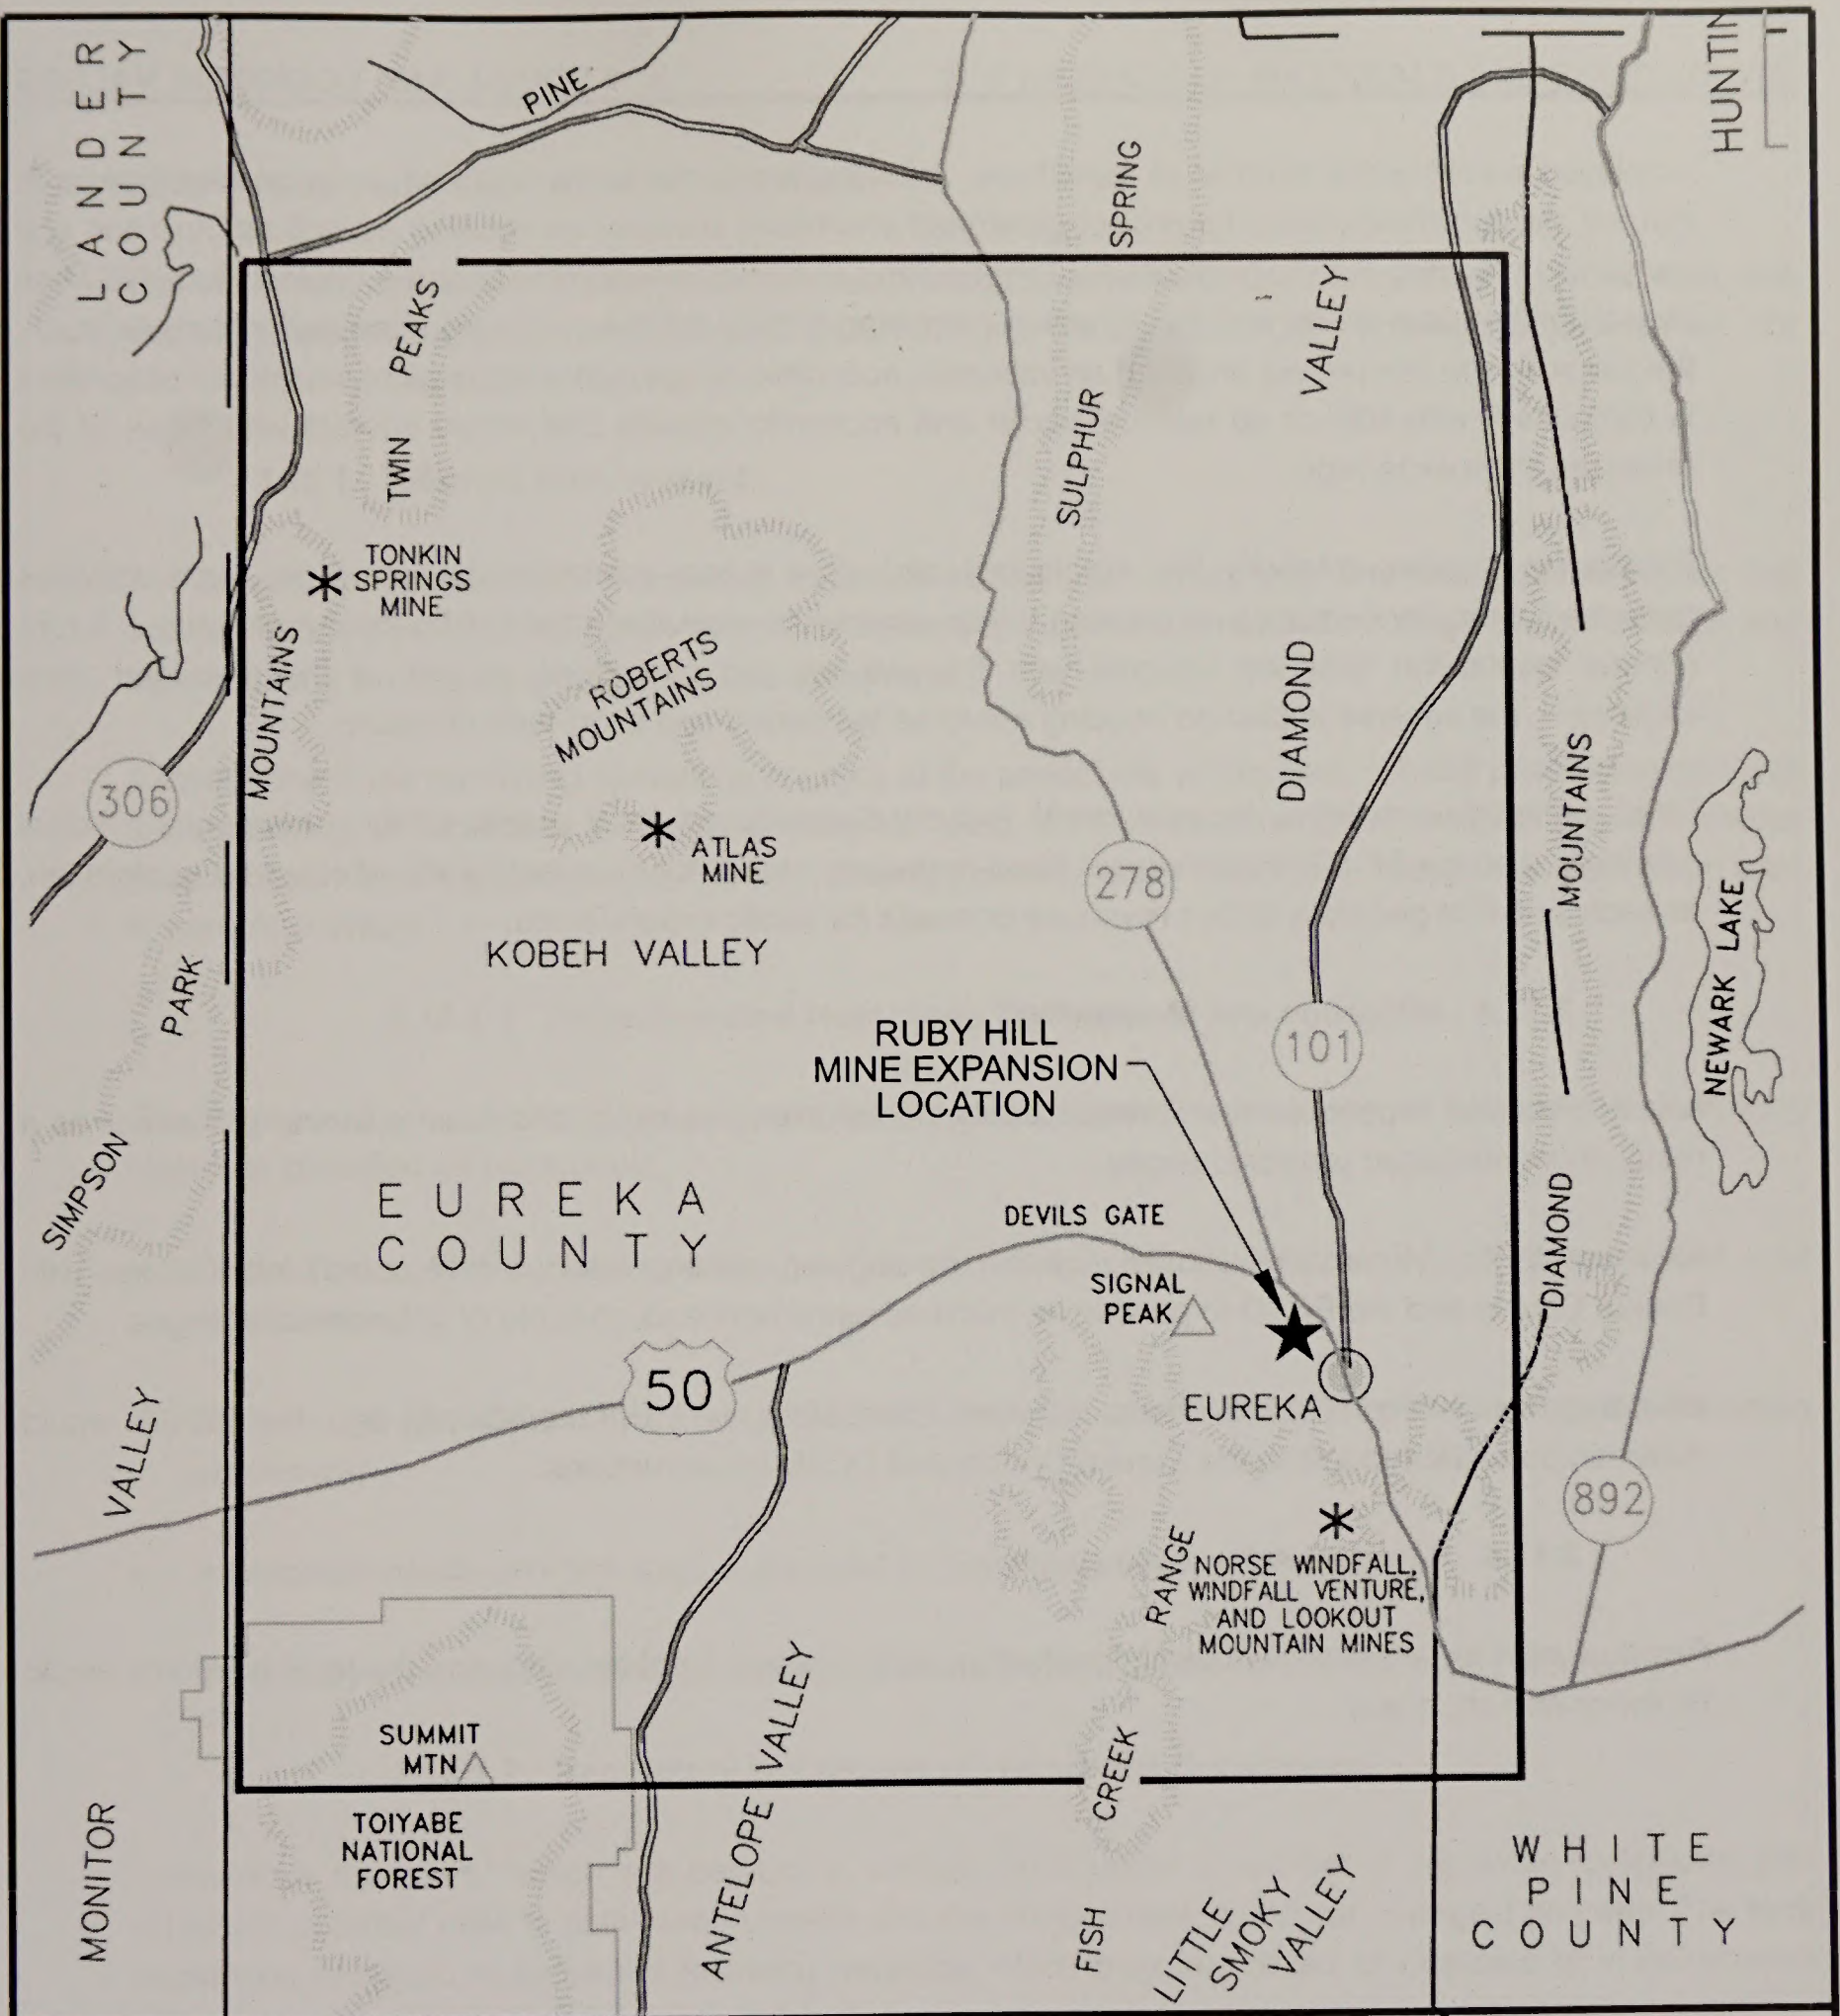 LANDER
COUNTY
PINE
SPRING
HUNTIN
TWIN PEAKS
VALLEY
SULPHUR
TONKIN
SPRINGS
MINE
MOUNTAINS
ROBERTS
MOUNTAINS
DIAMOND
MOUNTAINS
306
ATLAS
MINE
278
KOBEH VALLEY
NEWARK LAKE
PARK
RUBY HILL
MINE EXPANSION
LOCATION
101
SIMPSON
EUREKA
COUNTY
DEVILS GATE
DIAMOND
SIGNAL
PEAK
50
EUREKA
VALLEY
892
RANGE
NORSE WINDFALL,
WINDFALL VENTURE,
AND LOOKOUT
MOUNTAIN MINES
SUMMIT
MTN
ANTELOPE VALLEY
CREEK
TOIYABE
NATIONAL
FOREST
MONITOR
FISH
LITTLE
SMOKY
VALLEY
WHITE
PINE
COUNTY